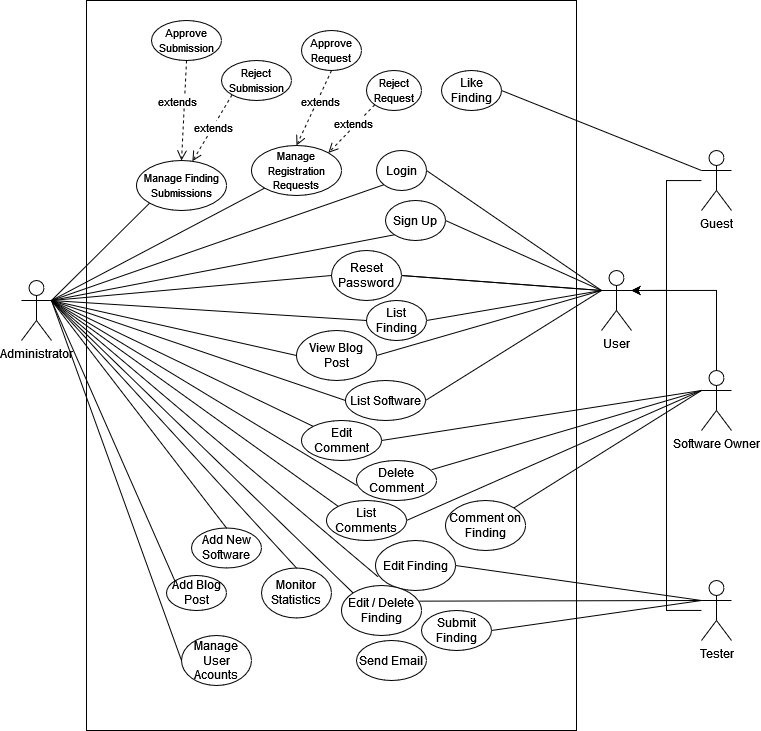 Approve
Submission
Approve
Request
Reject
Submission
Reject
Request
Like
Finding
extends
extends
extends
extends
Manage
Registration
Requests
Manage Finding
Submissions
Login
Guest
Sign Up
Reset
Password
List
Finding
User
Administrator
View Blog
Post
List Software
Edit
Comment
Software Owner
Delete
Comment
List
Comments
Comment on
Finding
Add New
Software
Edit Finding
Add Blog
Post
Monitor
Statistics
Edit / Delete
Finding
Submit
Finding
Manage
User
Acounts
Send Email
Tester